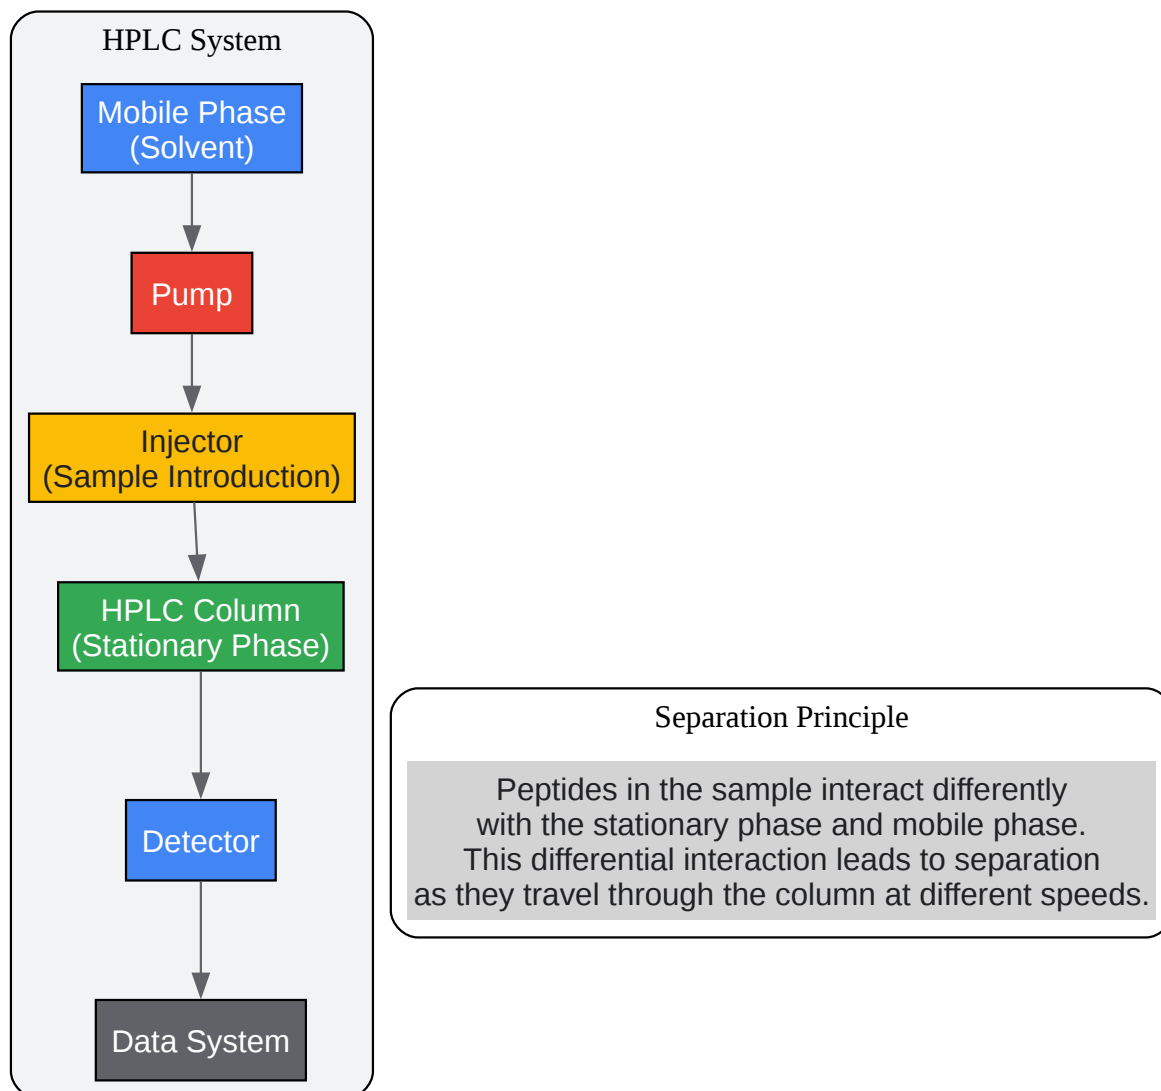 HPLC System
Mobile Phase
(Solvent)
Pump
Injector
(Sample Introduction)
HPLC Column
(Stationary Phase)
Detector
Data System
Separation Principle
Peptides in the sample interact differently
with the stationary phase and mobile phase.
This differential interaction leads to separation
as they travel through the column at different speeds.